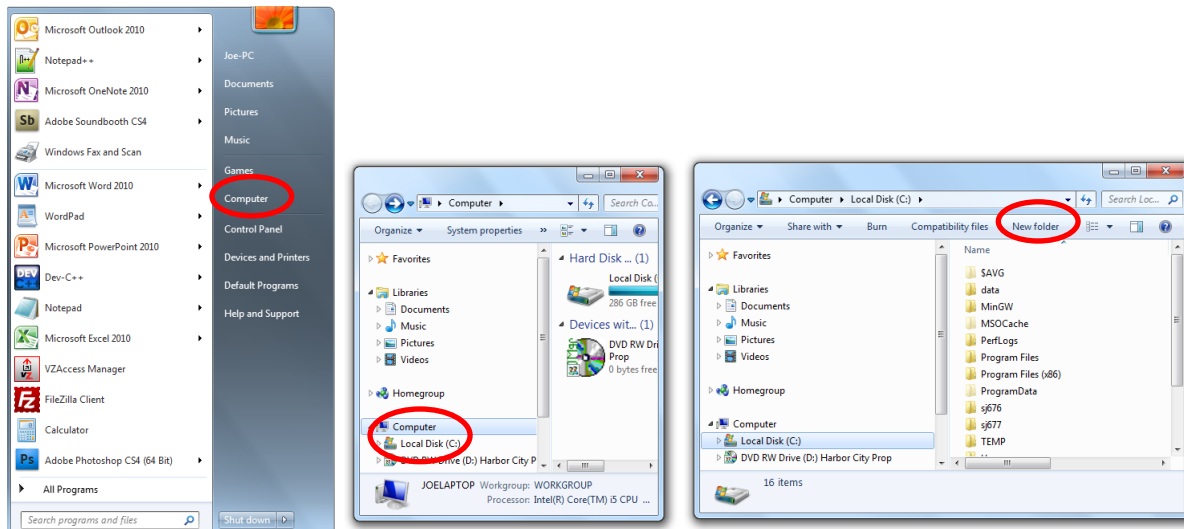 Microsoft Outlook 2010
Notepad++
Microsoft OneNote 2010
Sb Adobe Soundbooth CS4
Windows Fax and Scan
Microsoft Word 2010
WordPad
Microsoft PowerPoint 2010
DEV Dev-C++
Notepad
Microsoft Excel 2010
VZ VZAccess Manager
FZ FileZilla Client
Calculator
Ps Adobe Photoshop CS4 (64 Bit)
All Programs
Search programs and files
Joe-PC
Documents
Pictures
Music
Games
Computer
Control Panel
Devices and Printers
Default Programs
Help and Support
Shut down
Computer
Search Co...
Organize System properties »
Favorites
Libraries
Documents
Music
Pictures
Videos
Homegroup
Computer
Local Disk (C:)
DVD RW Drive (D:) Harbor City P
Hard Disk ... (1)
Local Disk (
286 GB free
Devices wit... (1)
DVD RW Dri
Prop
0 bytes free
JOELAPTOP Workgroup: WORKGROUP
Processor: Intel(R) Core(TM) i5 CPU ...
Computer Local Disk (C:)
Search Loc...
Organize Share with Burn Compatibility files New folder
Favorites
Libraries
Documents
Music
Pictures
Videos
Homegroup
Computer
Local Disk (C:)
DVD RW Drive (D:) Harbor City Prop
Name
$AVG
data
MinGW
MSOCache
PerfLogs
Program Files
Program Files (x86)
ProgramData
sj676
sj677
TEMP
16 items